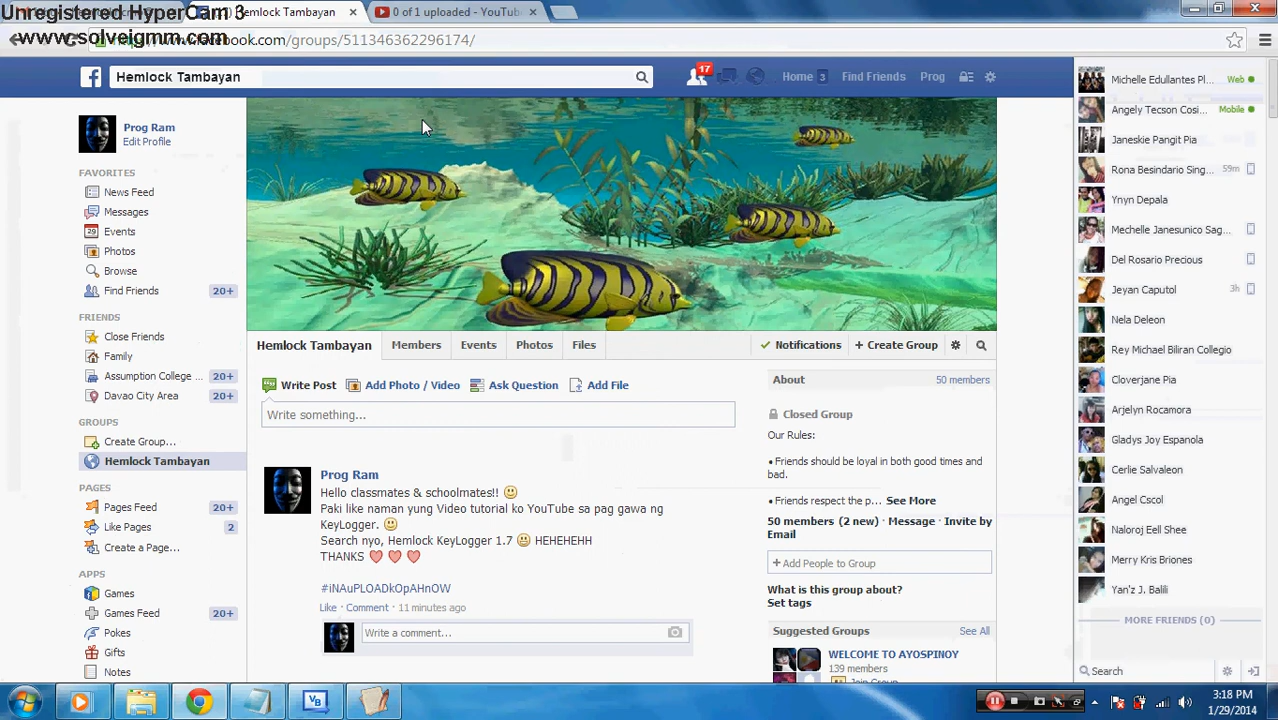 Unregistered HyperCam 3
www.solveigmm.com
Hemlock Tambayan
0 of 1 uploaded - YouTube
facebook.com/groups/511346362296174/
Hemlock Tambayan
17
Home 3
Find Friends
Prog
Prog Ram
Edit Profile
FAVORITES
News Feed
Messages
Events
Photos
Browse
Find Friends 20+
FRIENDS
Close Friends
Family
Assumption College ... 20+
Davao City Area 20+
GROUPS
Create Group...
Hemlock Tambayan
PAGES
Pages Feed 20+
Like Pages 2
Create a Page...
APPS
Games
Games Feed 20+
Pokes
Gifts
Notes
Hemlock Tambayan
Members
Events
Photos
Files
Notifications
+ Create Group
Write Post
Add Photo / Video
Ask Question
Add File
Write something...
Prog Ram
Hello classmates & schoolmates!!
Paki like naman yung Video tutorial ko YouTube sa pag gawa ng
KeyLogger.
Search nyo, Hemlock KeyLogger 1.7 HEHEHEHH
THANKS
#iNAuPLOADkOpAHnOW
Like · Comment · 11 minutes ago
Write a comment...
About
50 members
Closed Group
Our Rules:
• Friends should be loyal in both good times and
bad.
• Friends respect the p... See More
50 members (2 new) · Message · Invite by
Email
+ Add People to Group
What is this group about?
Set tags
Suggested Groups
See All
WELCOME TO AYOSPINOY
139 members
Join Group
Michelle Edullantes Pl... Web
Angely Tecson Cosi... Mobile
Janeskie Pangit Pia
Rona Besindario Sing... 59m
Ynyn Depala
Mechelle Janesunico Sag...
Del Rosario Precious
Jeyan Caputol 3h
Nela Deleon
Rey Michael Biliran Collegio
Cloverjane Pia
Arjelyn Rocamora
Gladys Joy Espanola
Cerlie Salvaleon
Angel Cscol
Naloroj Eell Shee
Merry Kris Briones
Yan'z J. Balili
MORE FRIENDS (0)
Search
3:18 PM
1/29/2014